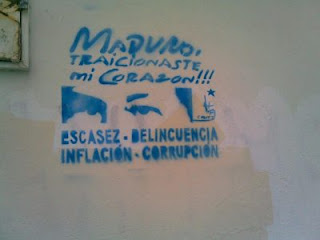 MADURO,
TRAICIONASTE
mi CORAZON!!!
ESCASEZ - DELINCUENCIA
INFLACIÓN - CORRUPCIÓN